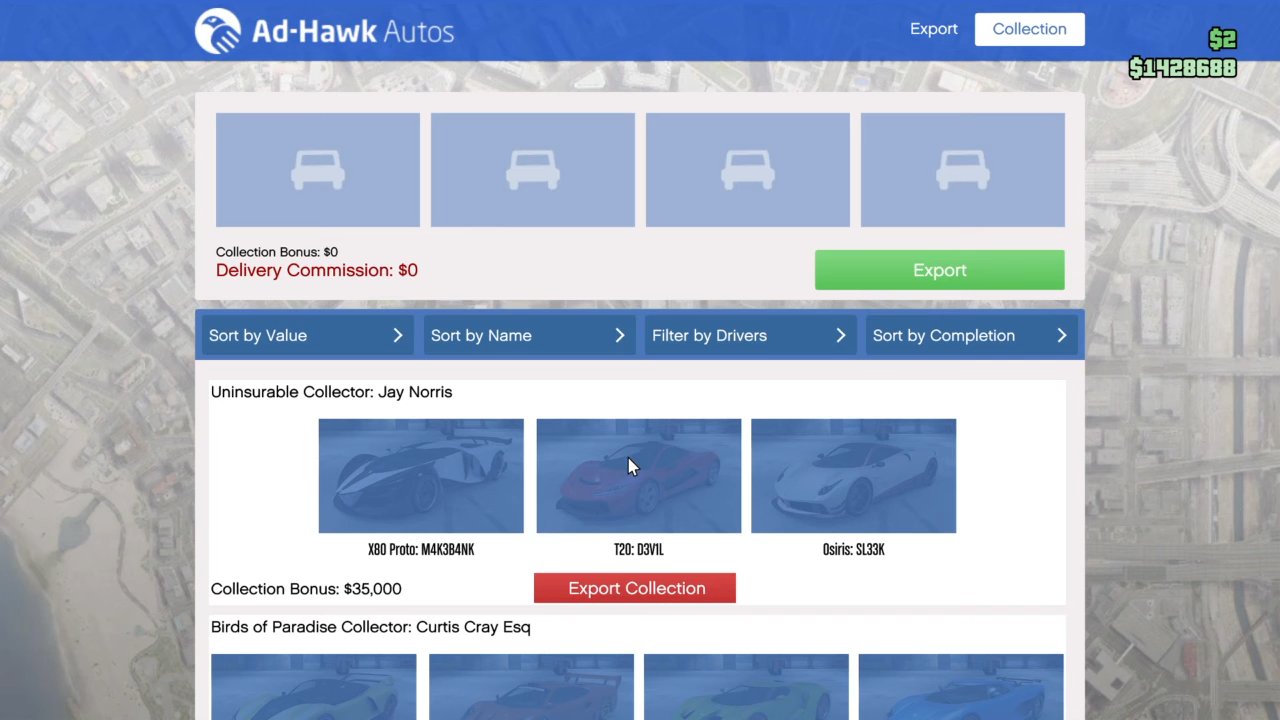 Ad-Hawk Autos
Export
Collection
$2
$1428688
Collection Bonus: $0
Delivery Commission: $0
Export
Sort by Value
Sort by Name
Filter by Drivers
Sort by Completion
Uninsurable Collector: Jay Norris
X80 Proto: M4K3B4NK
T20: D3V1L
Osiris: SL33K
Collection Bonus: $35,000
Export Collection
Birds of Paradise Collector: Curtis Cray Esq